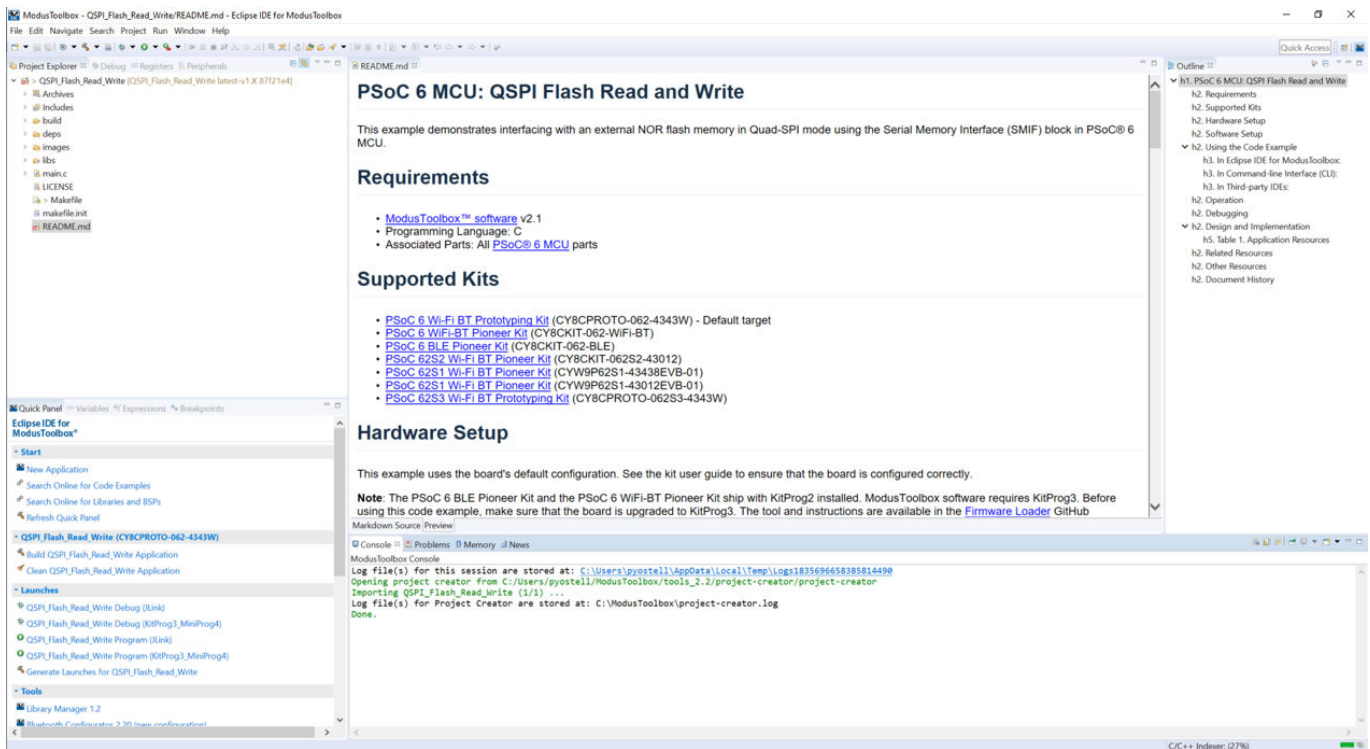 ModusToolbox - QSPI_Flash_Read_Write/README.md - Eclipse IDE for ModusToolbox
File Edit Navigate Search Project Run Window Help
Quick Access
Project Explorer Debug Registers Peripherals
> QSPI_Flash_Read_Write [QSPI_Flash_Read_Write latest-v1.X 87f21e4]
Archives
Includes
build
deps
images
libs
main.c
LICENSE
> Makefile
makefile.init
README.md
README.md
PSoC 6 MCU: QSPI Flash Read and Write
This example demonstrates interfacing with an external NOR flash memory in Quad-SPI mode using the Serial Memory Interface (SMIF) block in PSoC® 6
MCU.
Requirements
• ModusToolbox™ software v2.1
• Programming Language: C
• Associated Parts: All PSoC® 6 MCU parts
Supported Kits
• PSoC 6 Wi-Fi BT Prototyping Kit (CY8CPROTO-062-4343W) - Default target
• PSoC 6 WiFi-BT Pioneer Kit (CY8CKIT-062-WiFi-BT)
• PSoC 6 BLE Pioneer Kit (CY8CKIT-062-BLE)
• PSoC 62S2 Wi-Fi BT Pioneer Kit (CY8CKIT-062S2-43012)
• PSoC 62S1 Wi-Fi BT Pioneer Kit (CYW9P62S1-43438EVB-01)
• PSoC 62S1 Wi-Fi BT Pioneer Kit (CYW9P62S1-43012EVB-01)
• PSoC 62S3 Wi-Fi BT Prototyping Kit (CY8CPROTO-062S3-4343W)
Hardware Setup
This example uses the board's default configuration. See the kit user guide to ensure that the board is configured correctly.
Note: The PSoC 6 BLE Pioneer Kit and the PSoC 6 WiFi-BT Pioneer Kit ship with KitProg2 installed. ModusToolbox software requires KitProg3. Before
using this code example, make sure that the board is upgraded to KitProg3. The tool and instructions are available in the Firmware Loader GitHub
Markdown Source Preview
Outline
h1. PSoC 6 MCU: QSPI Flash Read and Write
h2. Requirements
h2. Supported Kits
h2. Hardware Setup
h2. Software Setup
h2. Using the Code Example
h3. In Eclipse IDE for ModusToolbox:
h3. In Command-line Interface (CLI):
h3. In Third-party IDEs:
h2. Operation
h2. Debugging
h2. Design and Implementation
h5. Table 1. Application Resources
h2. Related Resources
h2. Other Resources
h2. Document History
Quick Panel Variables Expressions Breakpoints
Eclipse IDE for
ModusToolbox™
Start
New Application
Search Online for Code Examples
Search Online for Libraries and BSPs
Refresh Quick Panel
QSPI_Flash_Read_Write (CY8CPROTO-062-4343W)
Build QSPI_Flash_Read_Write Application
Clean QSPI_Flash_Read_Write Application
Launches
QSPI_Flash_Read_Write Debug (JLink)
QSPI_Flash_Read_Write Debug (KitProg3_MiniProg4)
QSPI_Flash_Read_Write Program (JLink)
QSPI_Flash_Read_Write Program (KitProg3_MiniProg4)
Generate Launches for QSPI_Flash_Read_Write
Tools
Library Manager 1.2
Bluetooth Configurator 2.20 (new configuration)
Console Problems Memory News
ModusToolbox Console
Log file(s) for this session are stored at: C:\Users\pyostell\AppData\Local\Temp\Logs1835696658385814490
Opening project creator from C:/Users/pyostell/ModusToolbox/tools_2.2/project-creator/project-creator
Importing QSPI_Flash_Read_Write (1/1) ...
Log file(s) for Project Creator are stored at: C:\ModusToolbox\project-creator.log
Done.
C/C++ Indexer: (27%)